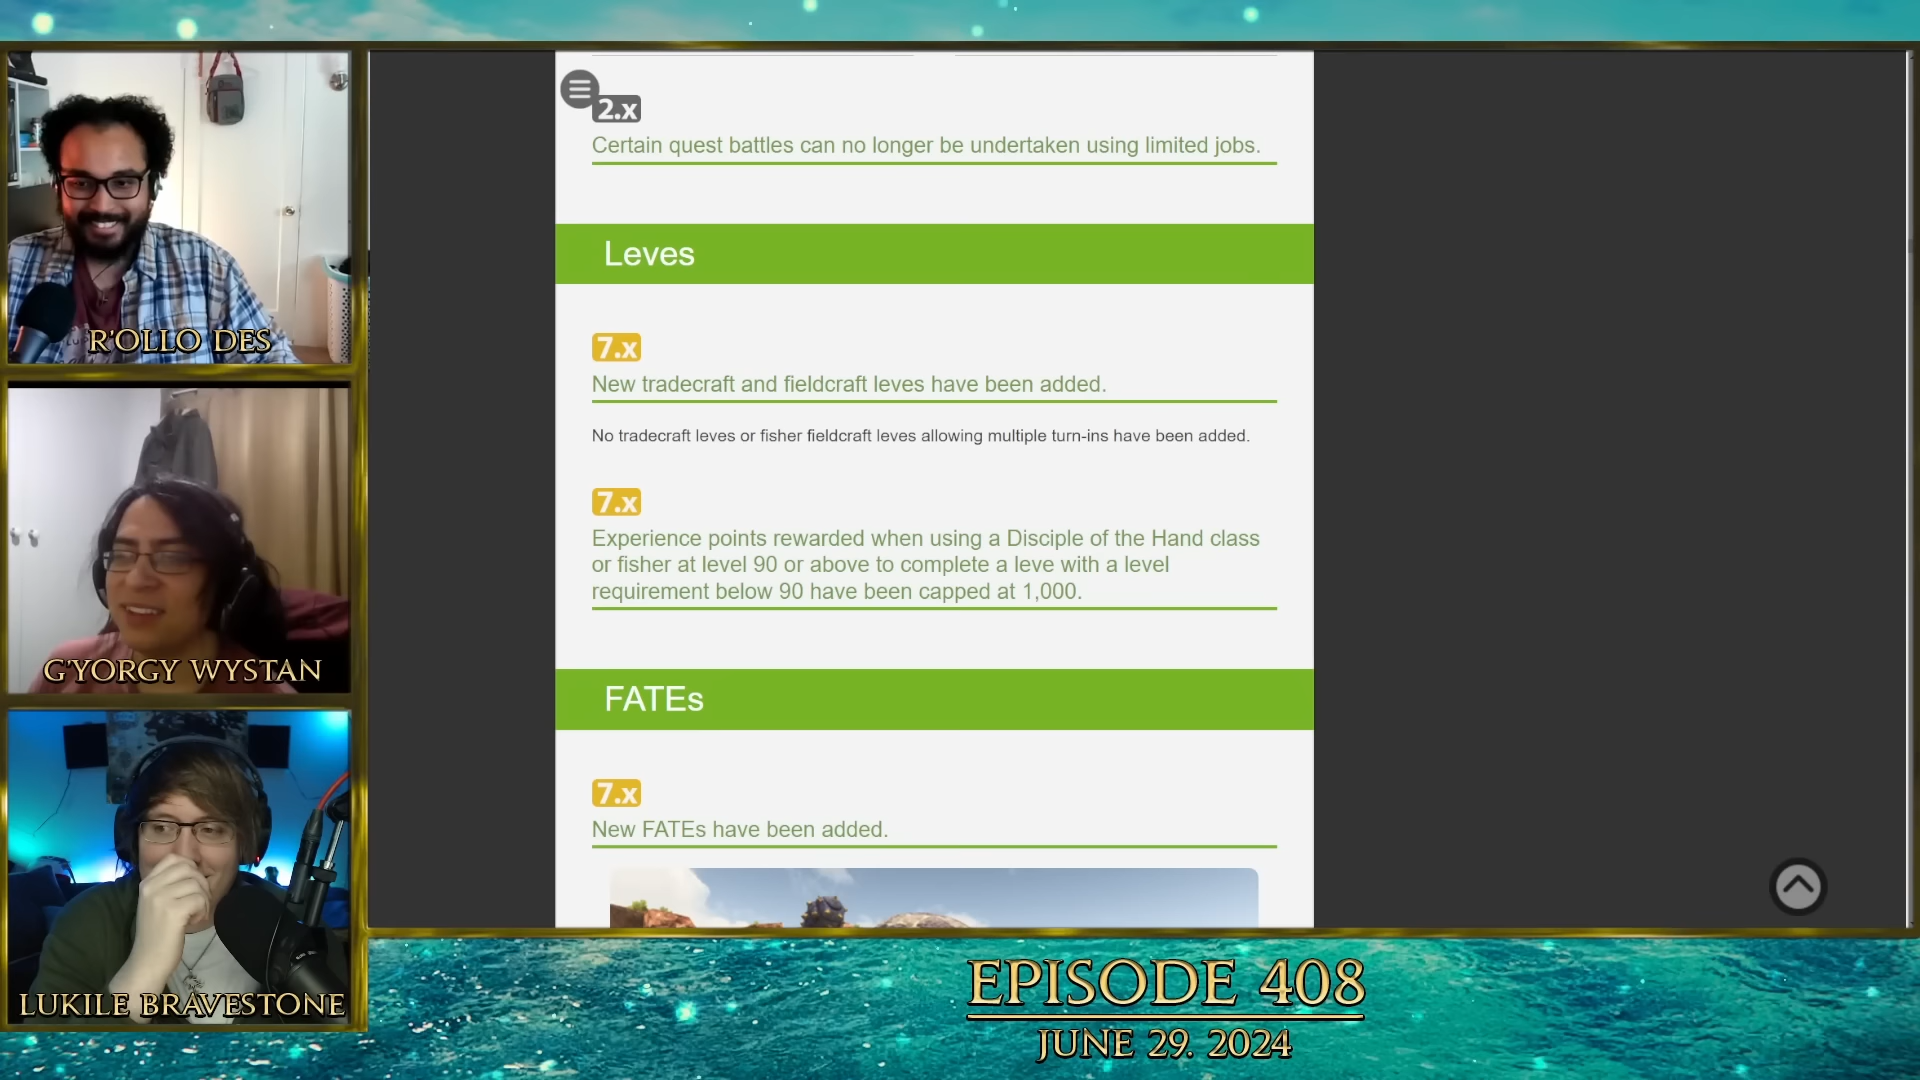 R'OLLO DES
G'YORGY WYSTAN
LUKILE BRAVESTONE
2.x
Certain quest battles can no longer be undertaken using limited jobs.
Leves
7.x
New tradecraft and fieldcraft leves have been added.
No tradecraft leves or fisher fieldcraft leves allowing multiple turn-ins have been added.
7.x
Experience points rewarded when using a Disciple of the Hand class
or fisher at level 90 or above to complete a leve with a level
requirement below 90 have been capped at 1,000.
FATEs
7.x
New FATEs have been added.
EPISODE 408
JUNE 29. 2024